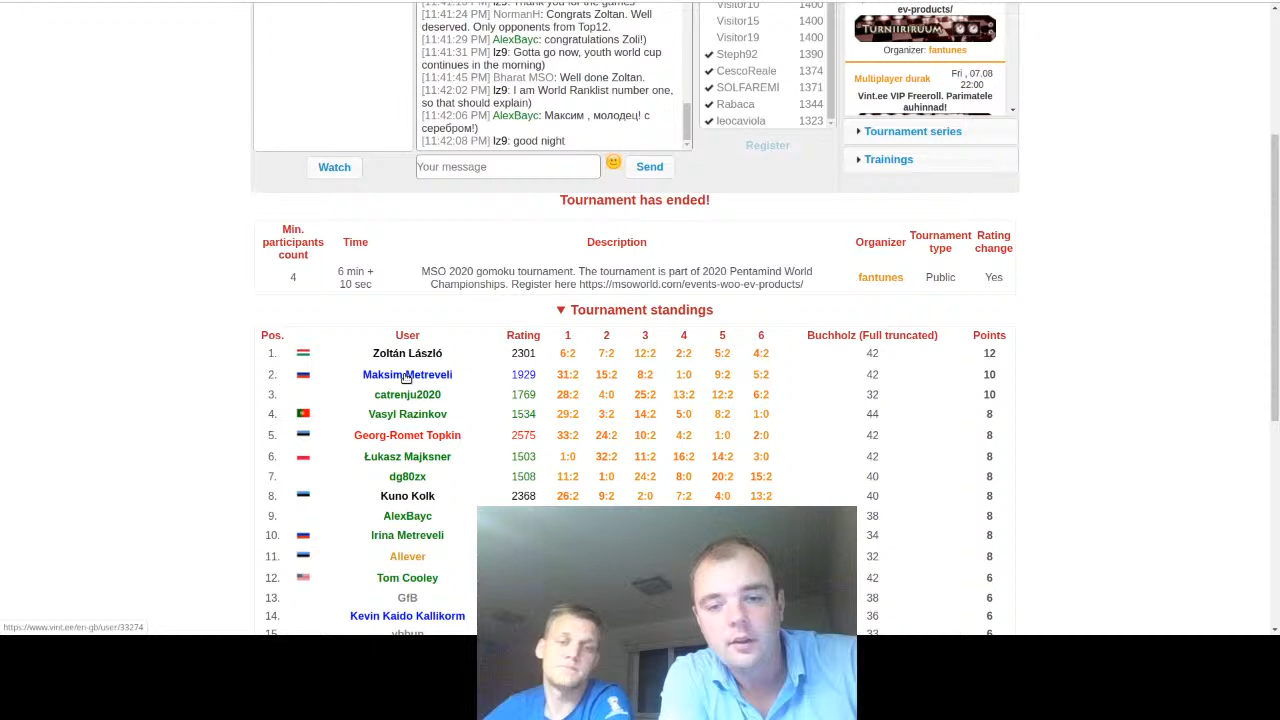 [11:41:24 PM] NormanH: Congrats Zoltan. Well
deserved. Only opponents from Top12.
[11:41:29 PM] AlexBayc: congratulations Zoli!)
[11:41:31 PM] lz9: Gotta go now, youth world cup
continues in the morning)
[11:41:45 PM] Bharat MSO: Well done Zoltan.
[11:42:02 PM] lz9: I am World Ranklist number one,
so that should explain)
[11:42:06 PM] AlexBayc: Максим , молодец! с
серебром!)
[11:42:08 PM] lz9: good night
Watch
Your message
Send
Visitor10 1400
Visitor15 1400
Visitor19 1400
Steph92 1390
CescoReale 1374
SOLFAREMI 1371
Rabaca 1344
leocaviola 1323
Register
ev-products/
TURNIIRIRUUM
Organizer: fantunes
Multiplayer durak Fri , 07.08
22:00
Vint.ee VIP Freeroll. Parimatele
auhinnad!
Tournament series
Trainings
Tournament has ended!
Min. participants count Time Description Organizer Tournament type Rating change
4 6 min + 10 sec MSO 2020 gomoku tournament. The tournament is part of 2020 Pentamind World Championships. Register here https://msoworld.com/events-woo-ev-products/ fantunes Public Yes
▼ Tournament standings
Pos. User Rating 1 2 3 4 5 6 Buchholz (Full truncated) Points
1. Zoltán László 2301 6:2 7:2 12:2 2:2 5:2 4:2 42 12
2. Maksim Metreveli 1929 31:2 15:2 8:2 1:0 9:2 5:2 42 10
3. catrenju2020 1769 28:2 4:0 25:2 13:2 12:2 6:2 32 10
4. Vasyl Razinkov 1534 29:2 3:2 14:2 5:0 8:2 1:0 44 8
5. Georg-Romet Topkin 2575 33:2 24:2 10:2 4:2 1:0 2:0 42 8
6. Łukasz Majksner 1503 1:0 32:2 11:2 16:2 14:2 3:0 42 8
7. dg80zx 1508 11:2 1:0 24:2 8:0 20:2 15:2 40 8
8. Kuno Kolk 2368 26:2 9:2 2:0 7:2 4:0 13:2 40 8
9. AlexBayc 38 8
10. Irina Metreveli 34 8
11. Allever 32 8
12. Tom Cooley 42 6
13. GfB 38 6
14. Kevin Kaido Kallikorm 36 6
https://www.vint.ee/en-gb/user/33274